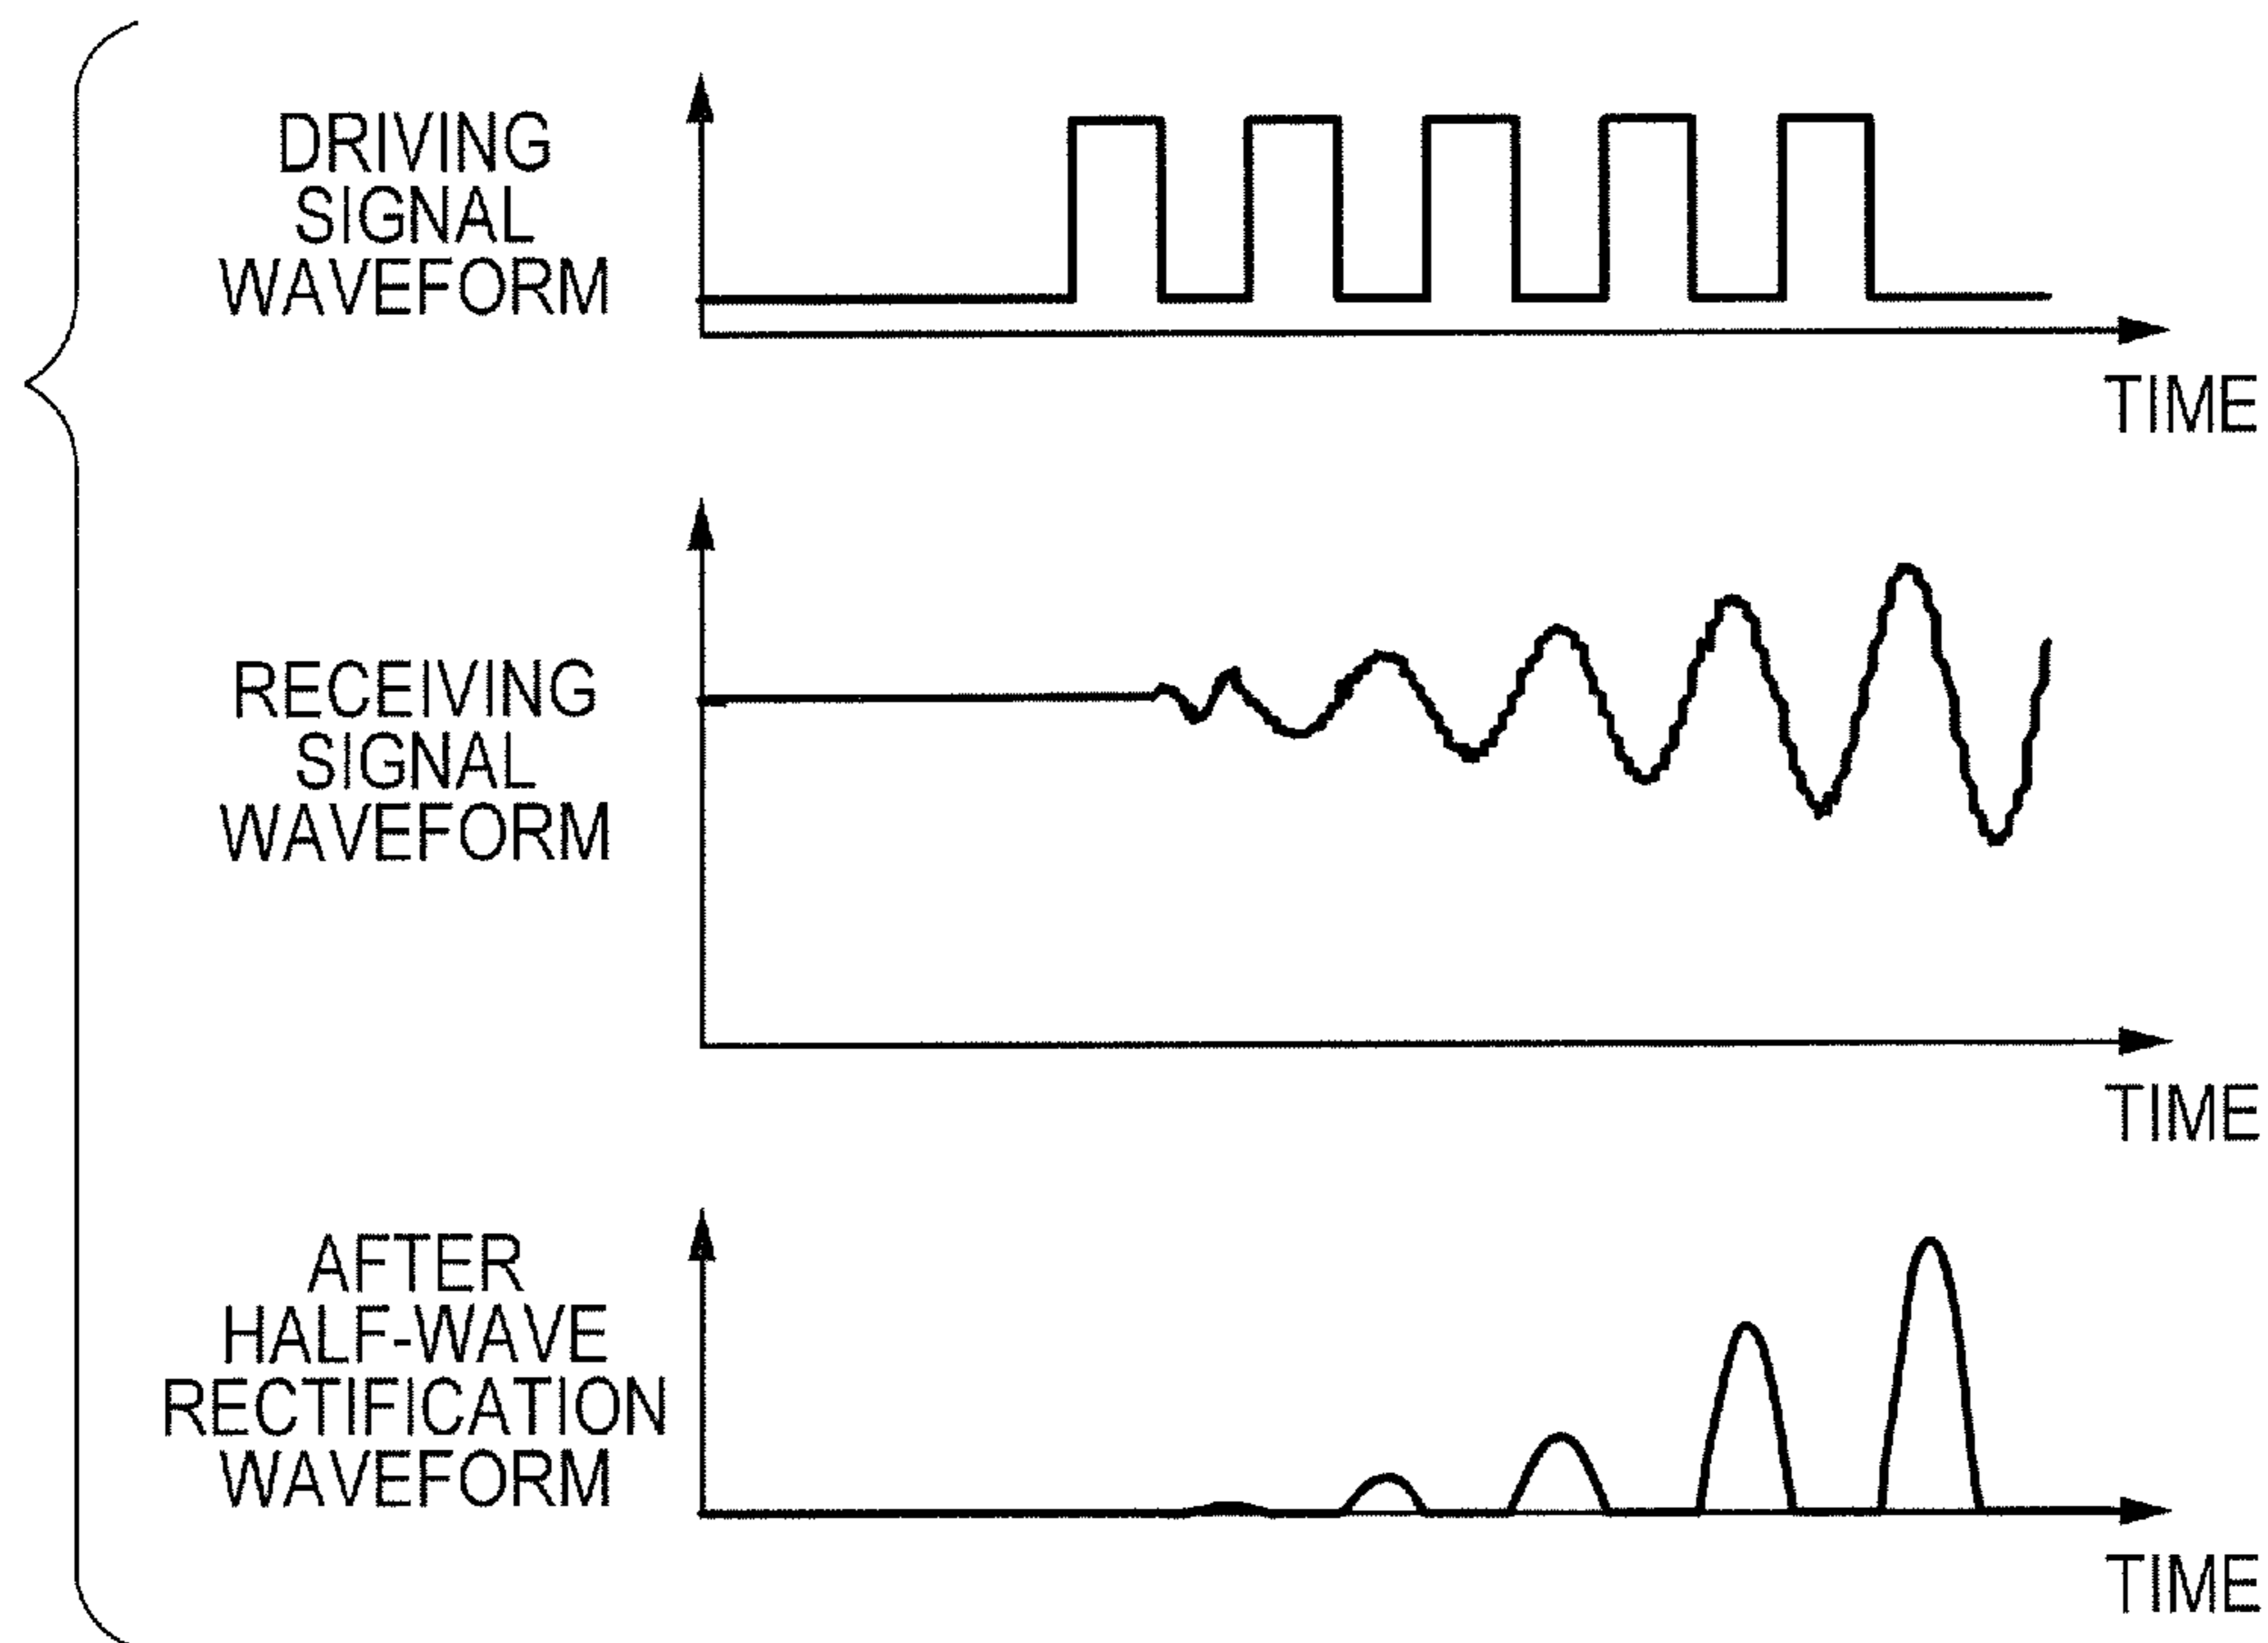 DRIVING
SIGNAL
WAVEFORM
TIME
RECEIVING
SIGNAL
WAVEFORM
TIME
AFTER
HALF-WAVE
RECTIFICATION
WAVEFORM
TIME